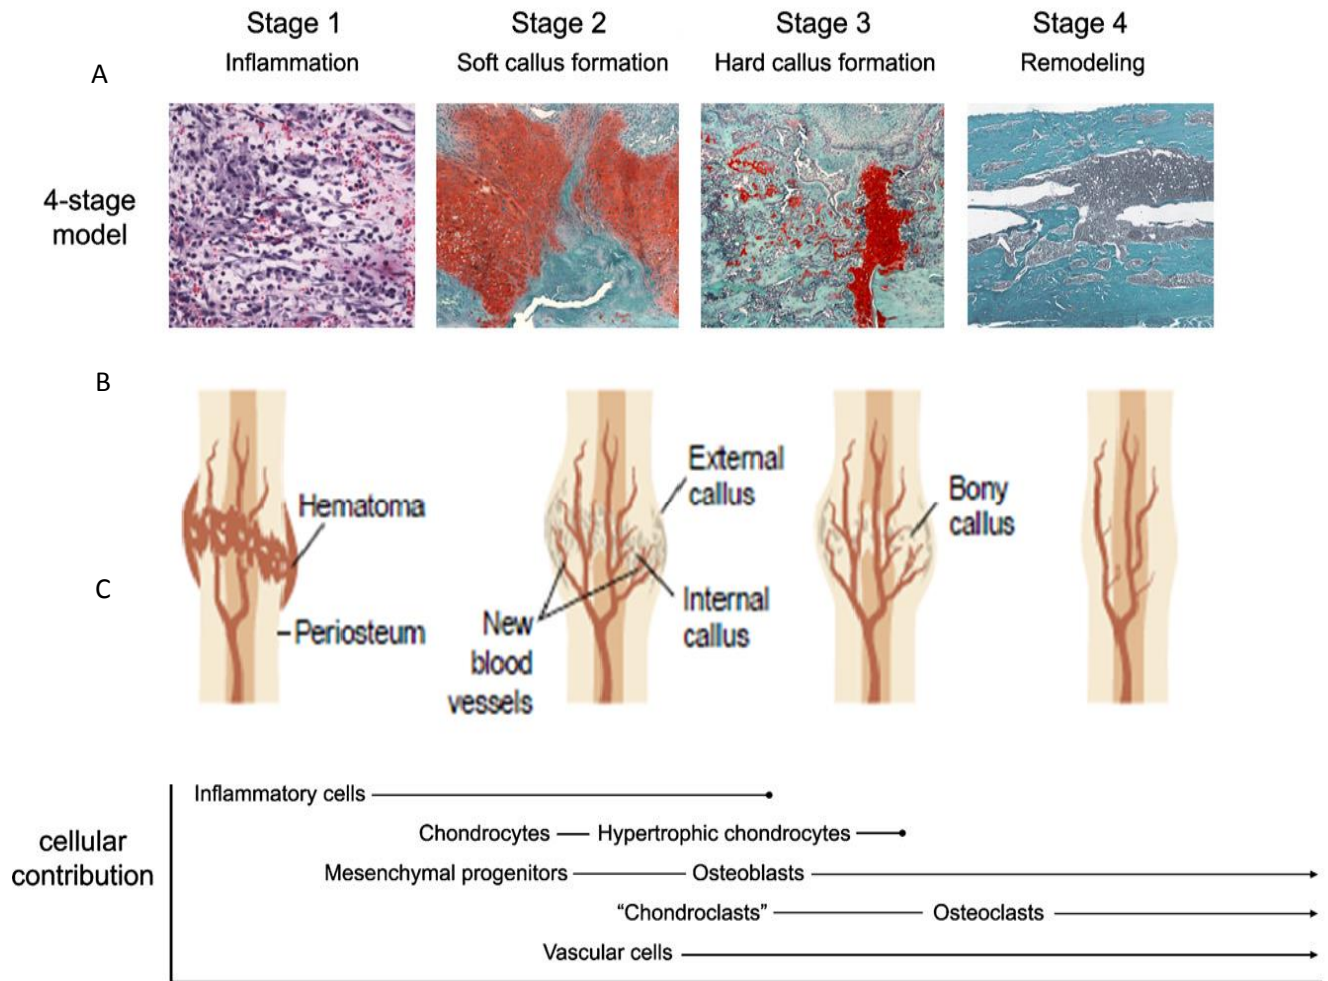 Stage 1
Stage 2
Stage 3
Stage 4
Inflammation
Soft callus formation
Hard callus formation
Remodeling
A
4-stage
model
B
Hematoma
Periosteum
External
callus
Internal
callus
New
blood
vessels
Bony
callus
C
cellular
contribution
Inflammatory cells
Chondrocytes
Hypertrophic chondrocytes
Mesenchymal progenitors
Osteoblasts
“Chondroclasts”
Osteoclasts
Vascular cells